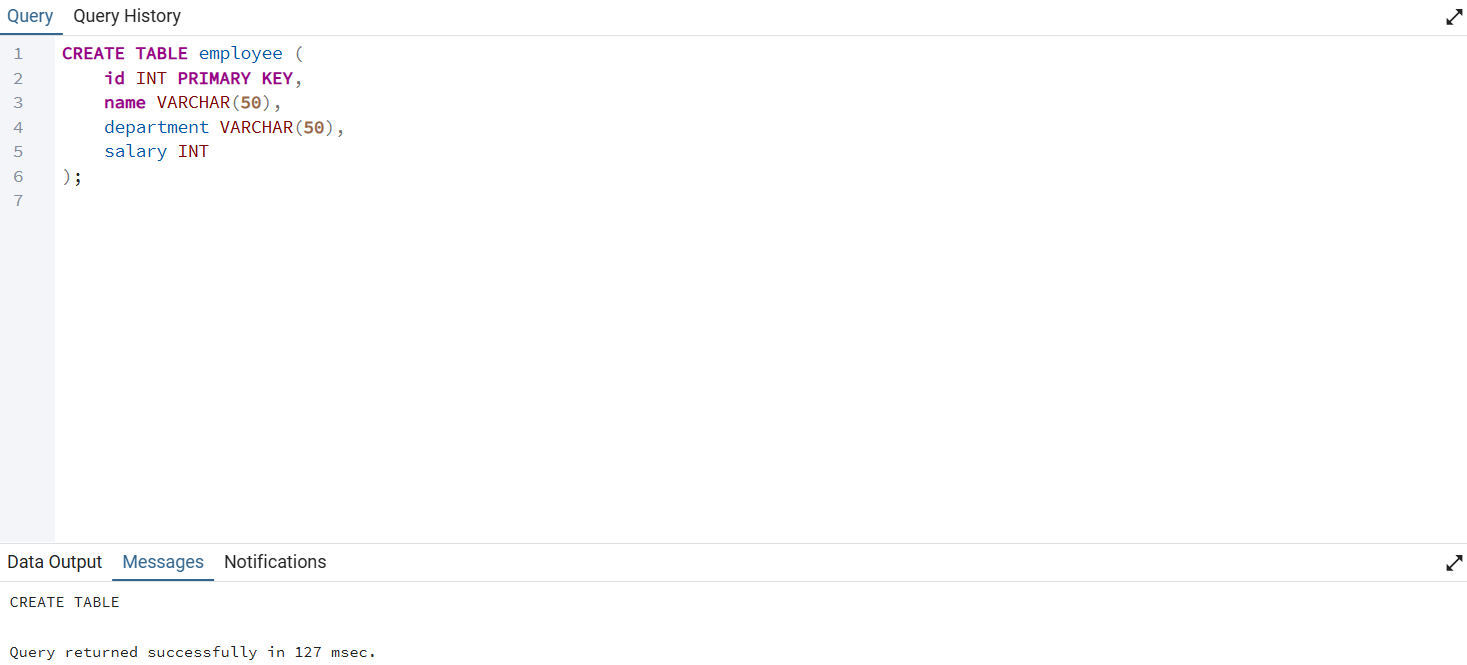 Query Query History
1 CREATE TABLE employee (
2     id INT PRIMARY KEY,
3     name VARCHAR(50),
4     department VARCHAR(50),
5     salary INT
6 );
7
Data Output Messages Notifications
CREATE TABLE
Query returned successfully in 127 msec.